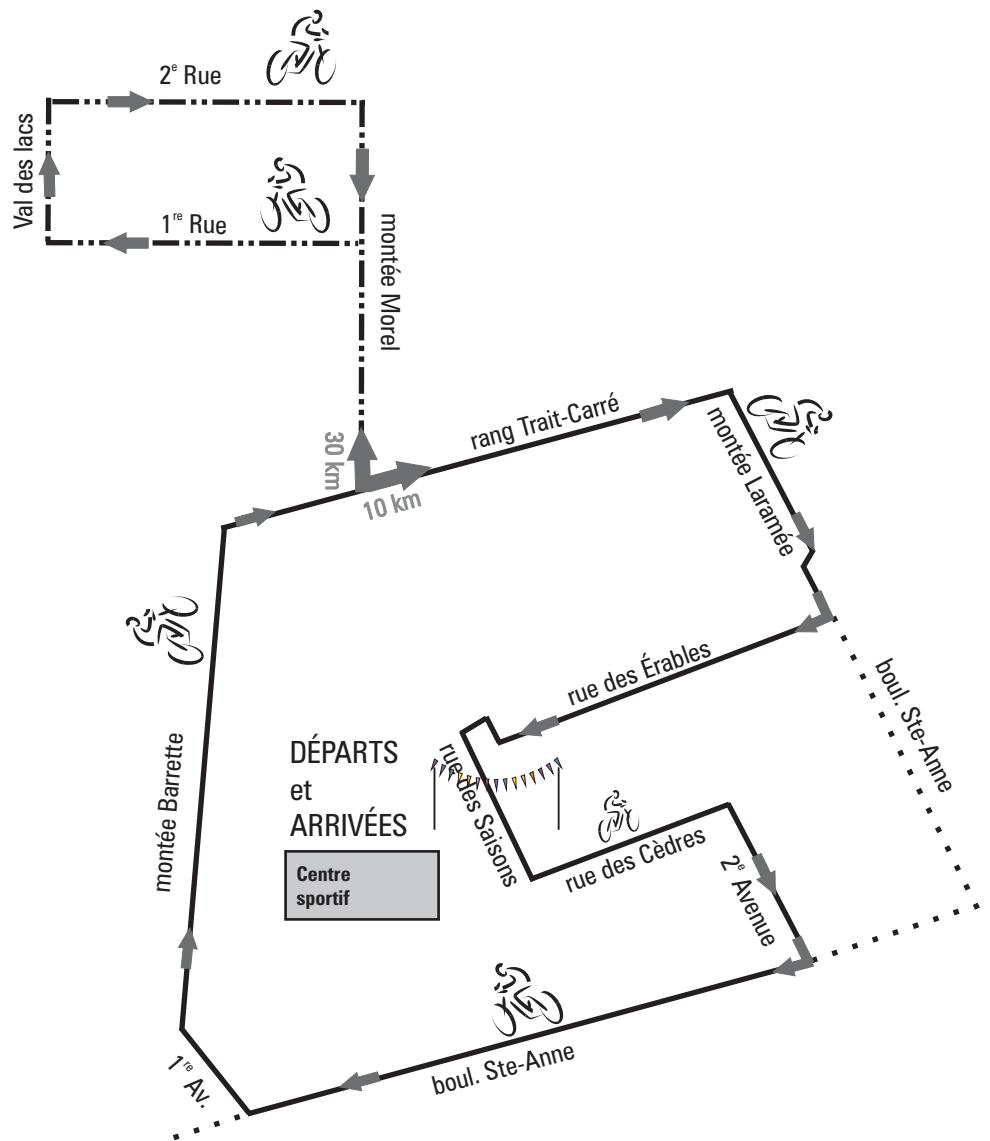 2e Rue
Val des lacs
1re Rue
montée Morel
rang Trait-Carré
30 km
10 km
montée Laramée
rue des Érables
boul. Ste-Anne
montée Barrette
DÉPARTS
et
ARRIVÉES
rue des Saisons
Centre
sportif
rue des Cèdres
2e Avenue
boul. Ste-Anne
1re Av.